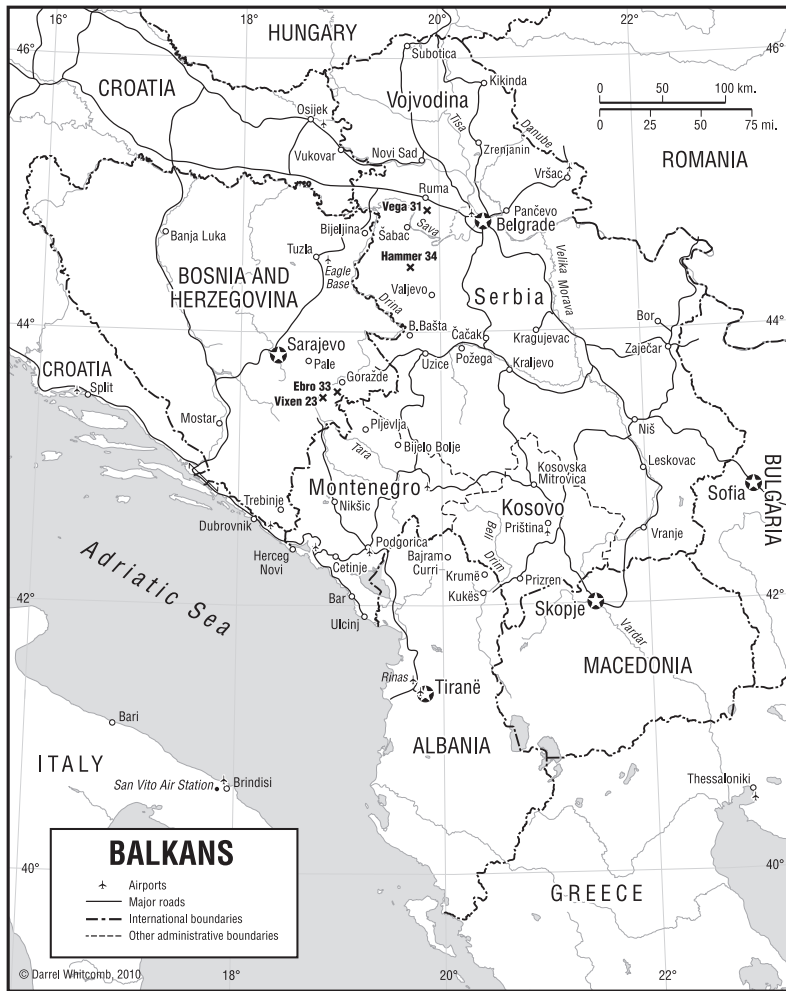 HUNGARY
16°
18°
20°
22°
46°
46°
Subotica
CROATIA
Kikinda
Vojvodina
0 50 100 km.
0 25 50 75 mi.
Osijek
Tisa
Danube
Vukovar
Novi Sad
Zrenjanin
ROMANIA
Vršac
Ruma
Vega 31
Pančevo
Sava
Belgrade
Banja Luka
Bijeljina
Šabac
Tuzla
Eagle
Base
Hammer 34
BOSNIA AND
HERZEGOVINA
Velika Morava
Valjevo
Serbia
Drina
Bor
44°
44°
B.Bašta
Čačak
Kragujevac
Sarajevo
Zaječar
Pale
Uzice
Požega
Kraljevo
CROATIA
Split
Goražde
Ebro 33
Vixen 23
Mostar
Pljevlja
Niš
Tara
Bijelo Bolje
BULGARIA
Kosovska
Mitrovica
Leskovac
Montenegro
Sofia
Trebinje
Nikšic
Kosovo
Priština
Dubrovnik
Beli
Drim
Vranje
Herceg
Novi
Podgorica
Cetinje
Bajram
Curri
Krumë
Prizren
Adriatic Sea
Bar
Kukës
42°
42°
Ulcinj
Skopje
Vardar
MACEDONIA
Rinas
Tiranë
Bari
ALBANIA
ITALY
San Vito Air Station
Brindisi
Thessaloniki
BALKANS
Airports
Major roads
International boundaries
Other administrative boundaries
40°
40°
GREECE
© Darrel Whitcomb, 2010
18°
20°
22°